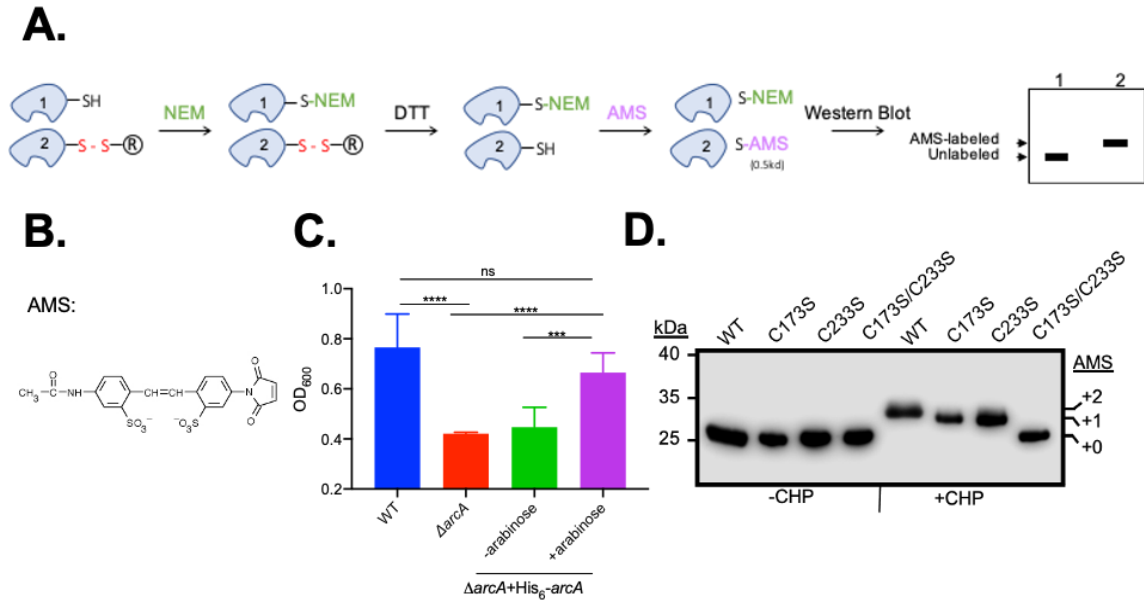 A.
1
SH
2
S - S
R
NEM
1
S-NEM
2
S - S
R
DTT
1
S-NEM
2
SH
AMS
1
S-NEM
2
S-AMS
(0.5kd)
Western Blot
1 2
AMS-labeled
Unlabeled
B.
AMS:
CH3
C
O
NH
SO3−
−O3S
N
O
O
C.
ns
****
****
***
1.0
0.8
0.6
0.4
0.2
OD600
WT
ΔarcA
-arabinose
+arabinose
ΔarcA+His6-arcA
D.
kDa
WT
C173S
C233S
C173S/C233S
WT
C173S
C233S
C173S/C233S
AMS
40
35
25
+2
+1
+0
-CHP
+CHP